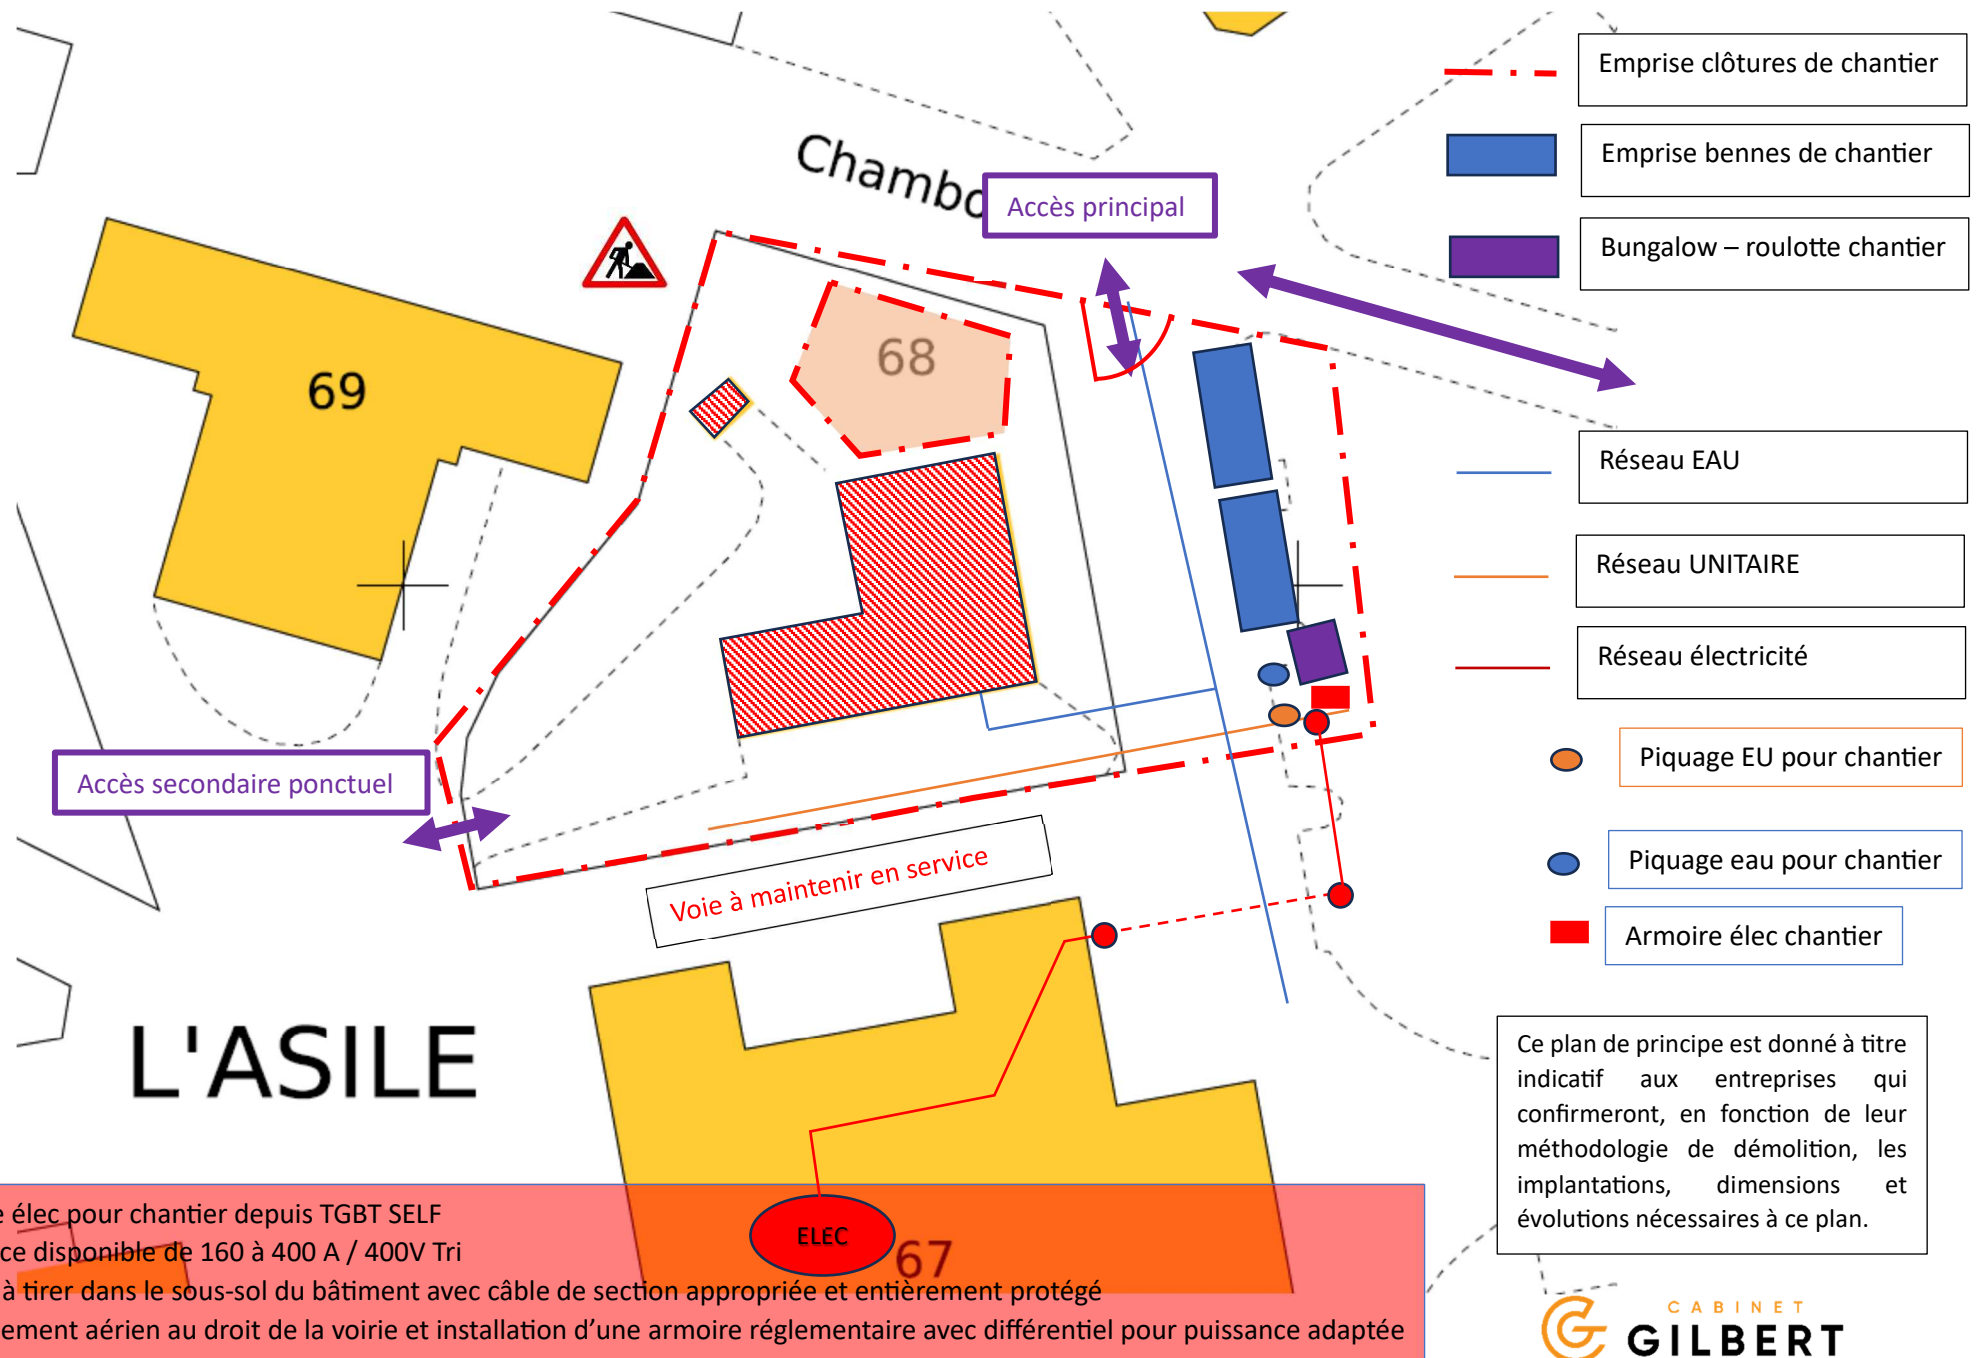 Emprise clôtures de chantier
Emprise bennes de chantier
Chambo
Accès principal
Bungalow – roulotte chantier
68
69
Réseau EAU
Réseau UNITAIRE
Réseau électricité
Piquage EU pour chantier
Accès secondaire ponctuel
Piquage eau pour chantier
Voie à maintenir en service
Armoire élec chantier
L'ASILE
Ce plan de principe est donné à titre
indicatif aux entreprises qui
confirmeront, en fonction de leur
méthodologie de démolition, les
implantations, dimensions et
évolutions nécessaires à ce plan.
élec pour chantier depuis TGBT SELF
ce disponible de 160 à 400 A / 400V Tri
ELEC
67
à tirer dans le sous-sol du bâtiment avec câble de section appropriée et entièrement protégé
ement aérien au droit de la voirie et installation d’une armoire réglementaire avec différentiel pour puissance adaptée
CABINET
GILBERT